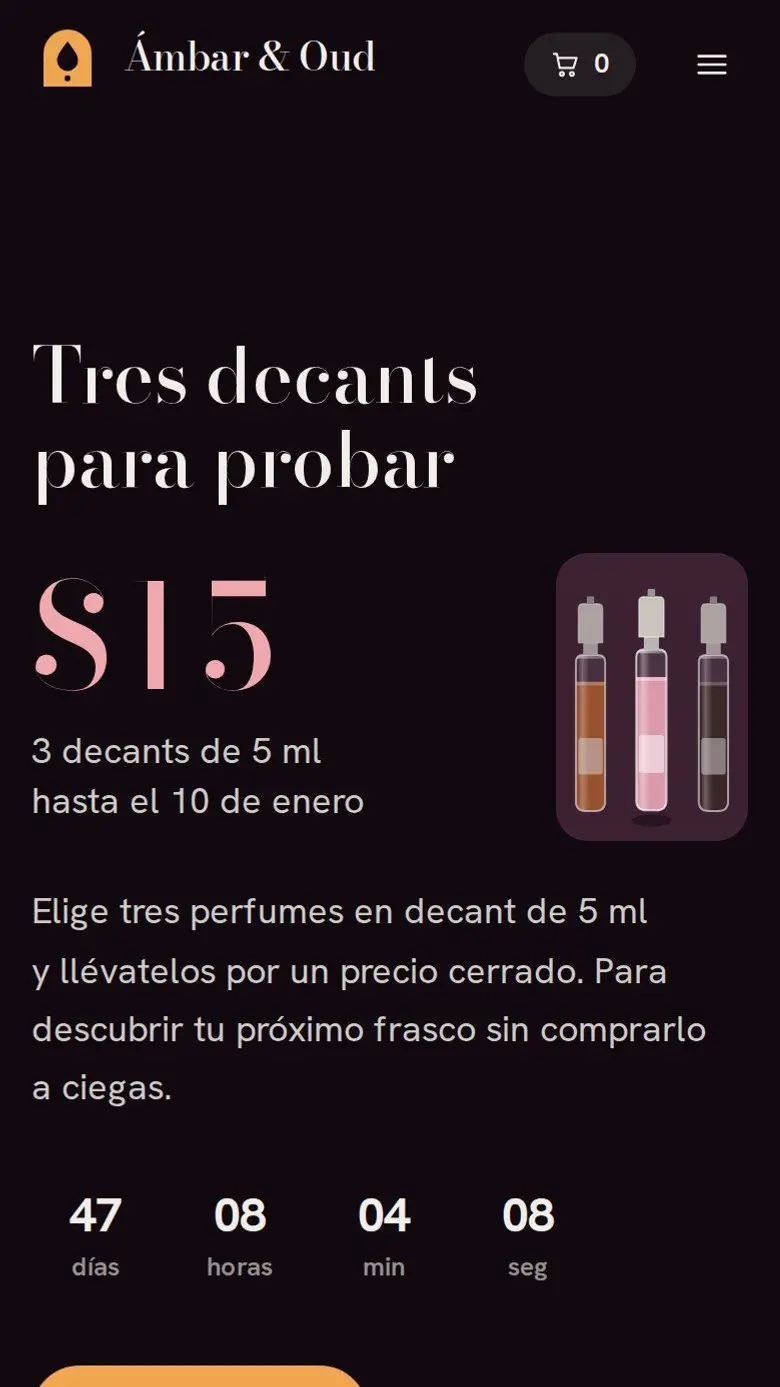 Ámbar & Oud
0
Tres decants
para probar
$15
3 decants de 5 ml
hasta el 10 de enero
Elige tres perfumes en decant de 5 ml
y llévatelos por un precio cerrado. Para
descubrir tu próximo frasco sin comprarlo
a ciegas.
47 08 04 08
días horas min seg